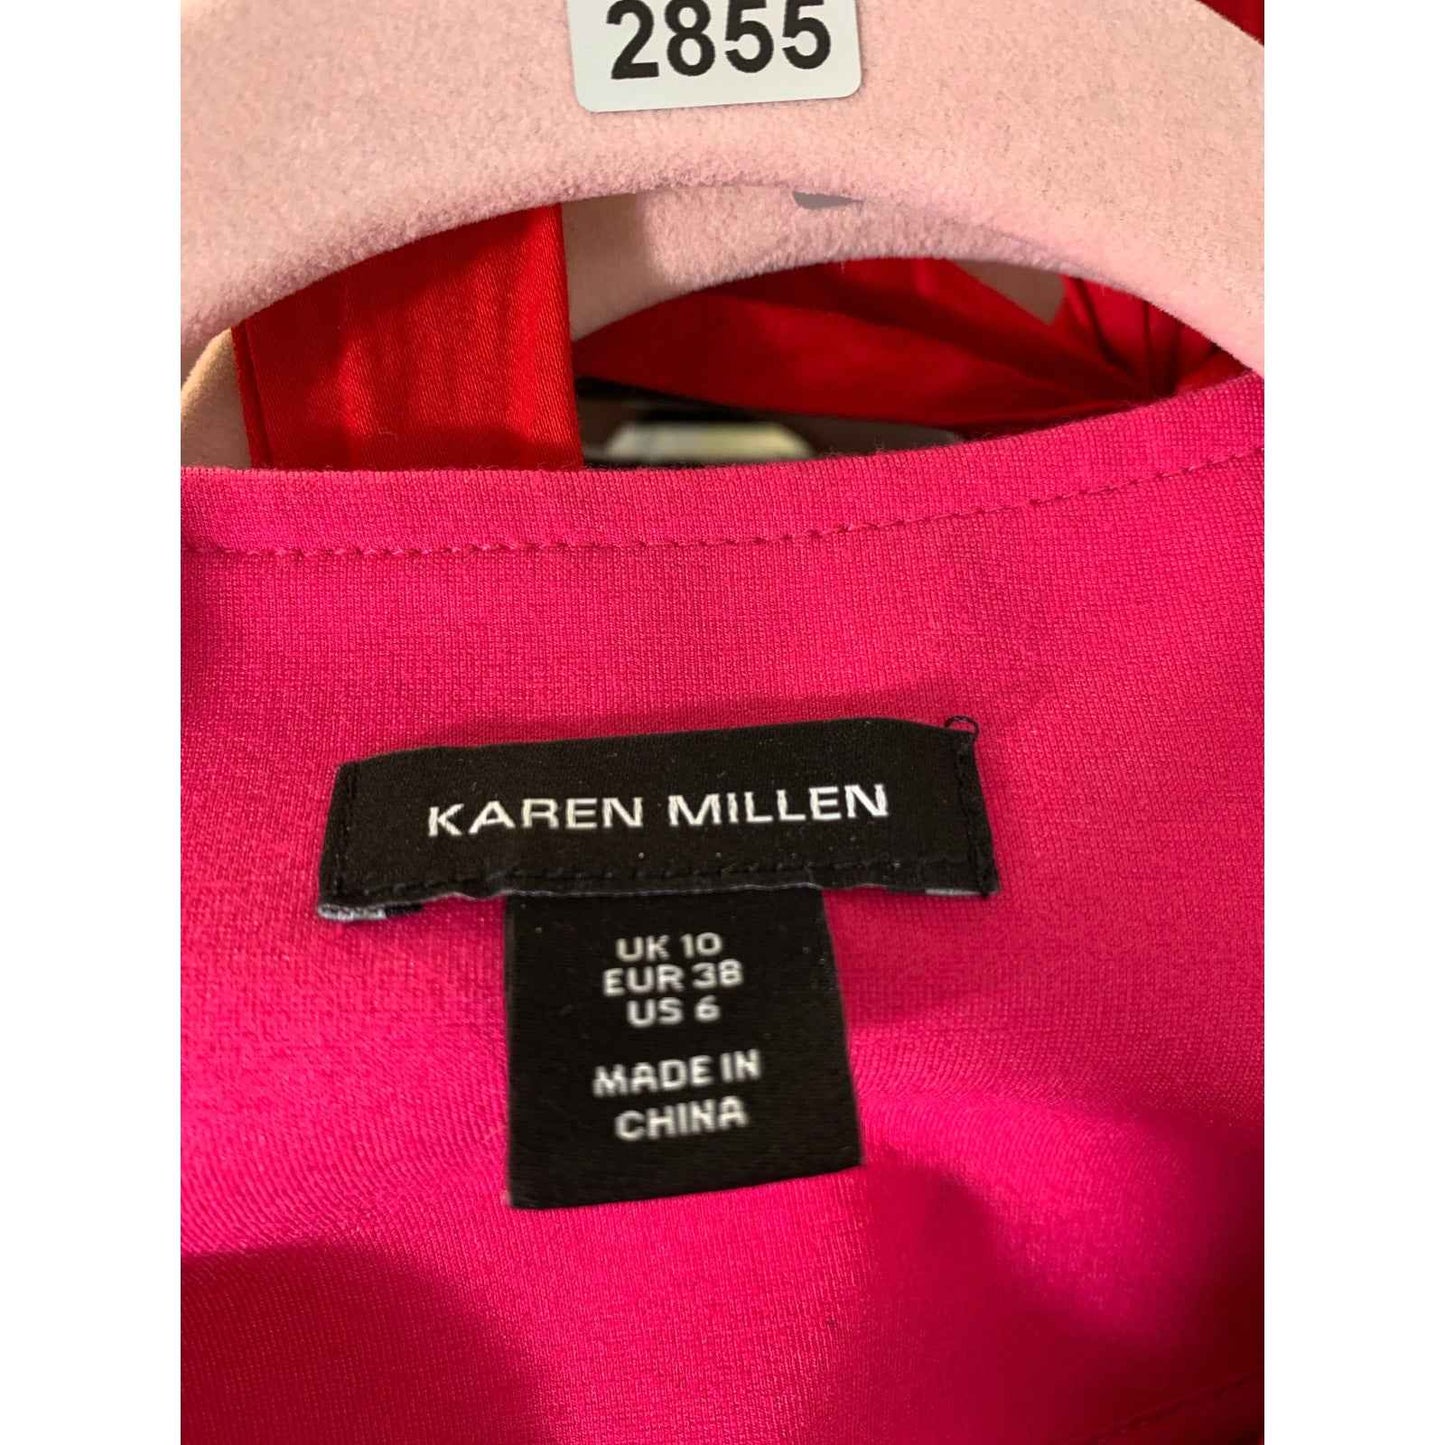 2855
KAREN MILLEN
UK 10
EUR 38
US 6
MADE IN
CHINA